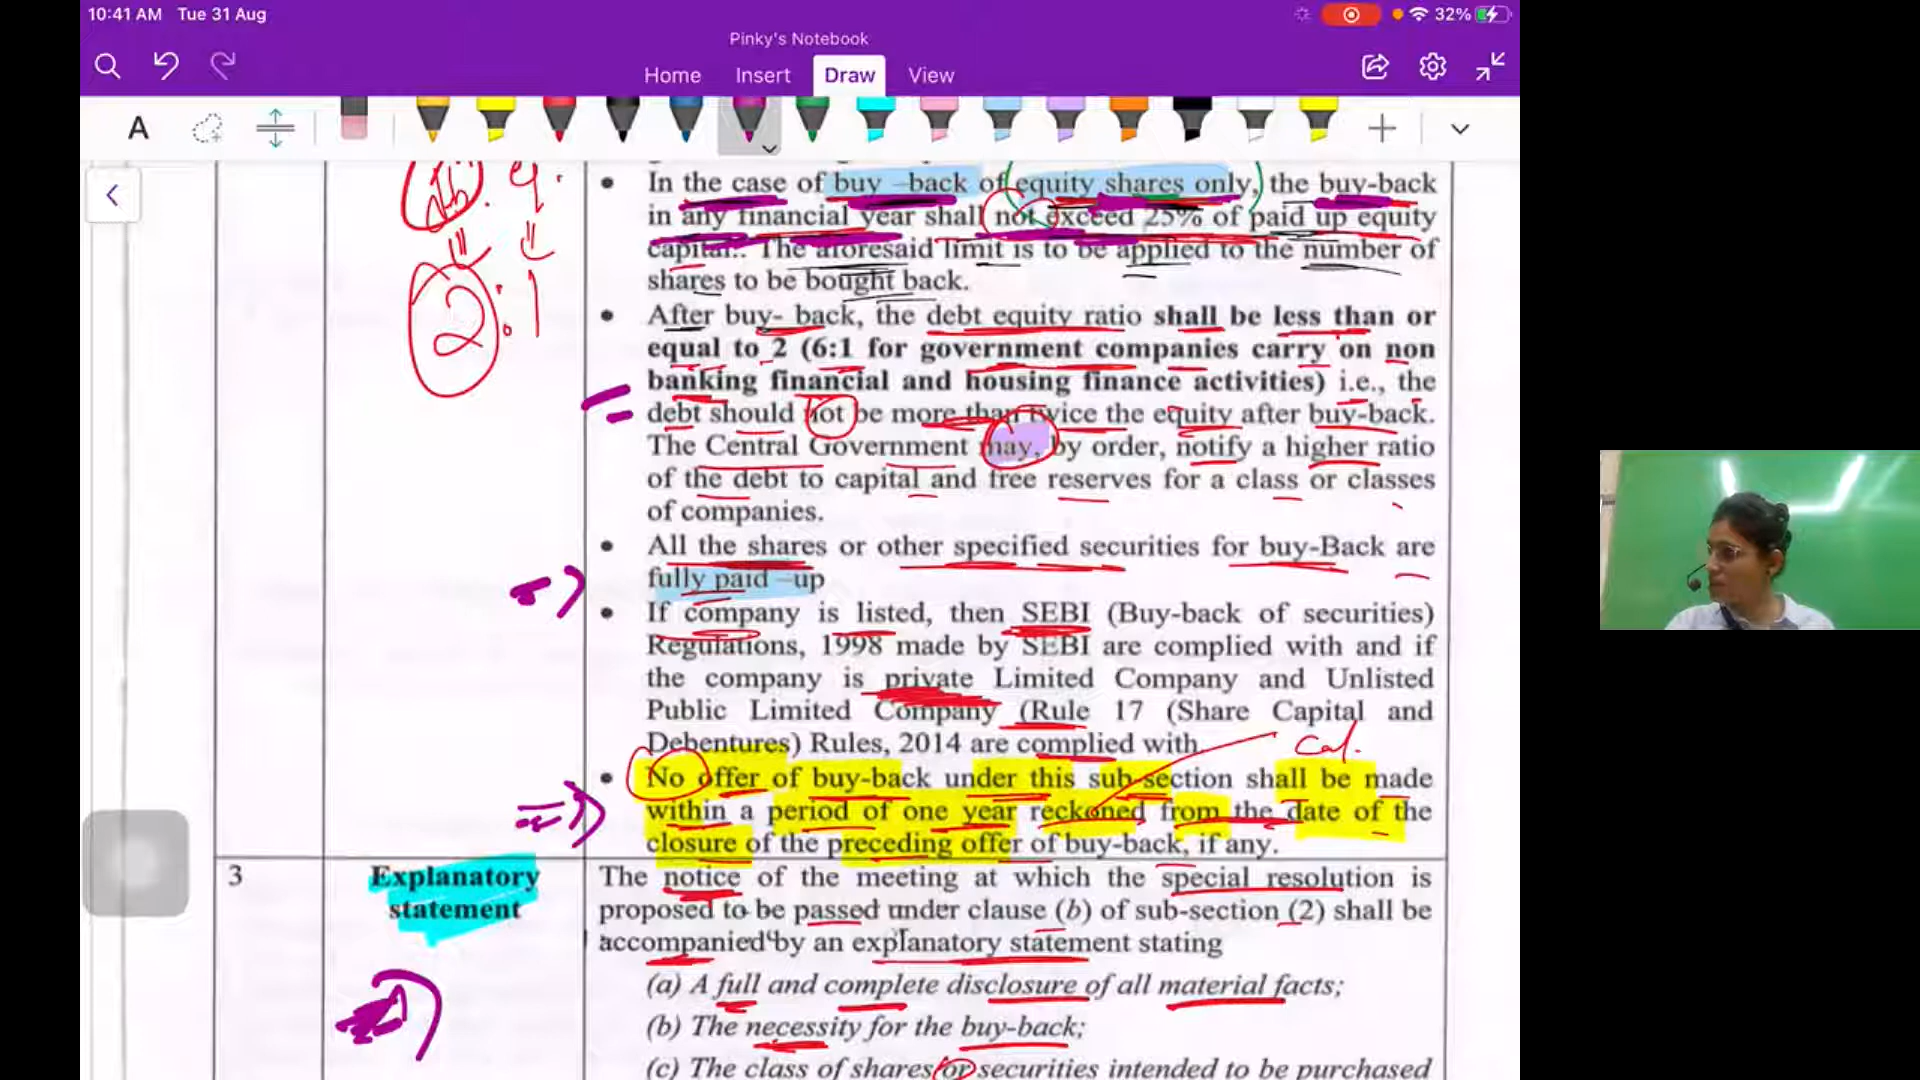 10:41 AM Tue 31 Aug
32%
Pinky's Notebook
Home Insert Draw View
A
In the case of buy –back of equity shares only, the buy-back
in any financial year shall not exceed 25% of paid up equity
capital.. The aforesaid limit is to be applied to the number of
shares to be bought back.
2:1
After buy- back, the debt equity ratio shall be less than or
equal to 2 (6:1 for government companies carry on non
banking financial and housing finance activities) i.e., the
debt should not be more than twice the equity after buy-back.
The Central Government may, by order, notify a higher ratio
of the debt to capital and free reserves for a class or classes
of companies.
All the shares or other specified securities for buy-Back are
fully paid –up
If company is listed, then SEBI (Buy-back of securities)
Regulations, 1998 made by SEBI are complied with and if
the company is private Limited Company and Unlisted
Public Limited Company (Rule 17 (Share Capital and
Debentures) Rules, 2014 are complied with.
Cal.
No offer of buy-back under this sub-section shall be made
within a period of one year reckoned from the date of the
closure of the preceding offer of buy-back, if any.
3
Explanatory
statement
The notice of the meeting at which the special resolution is
proposed to be passed under clause (b) of sub-section (2) shall be
accompanied by an explanatory statement stating
(a) A full and complete disclosure of all material facts;
(b) The necessity for the buy-back;
(c) The class of shares or securities intended to be purchased